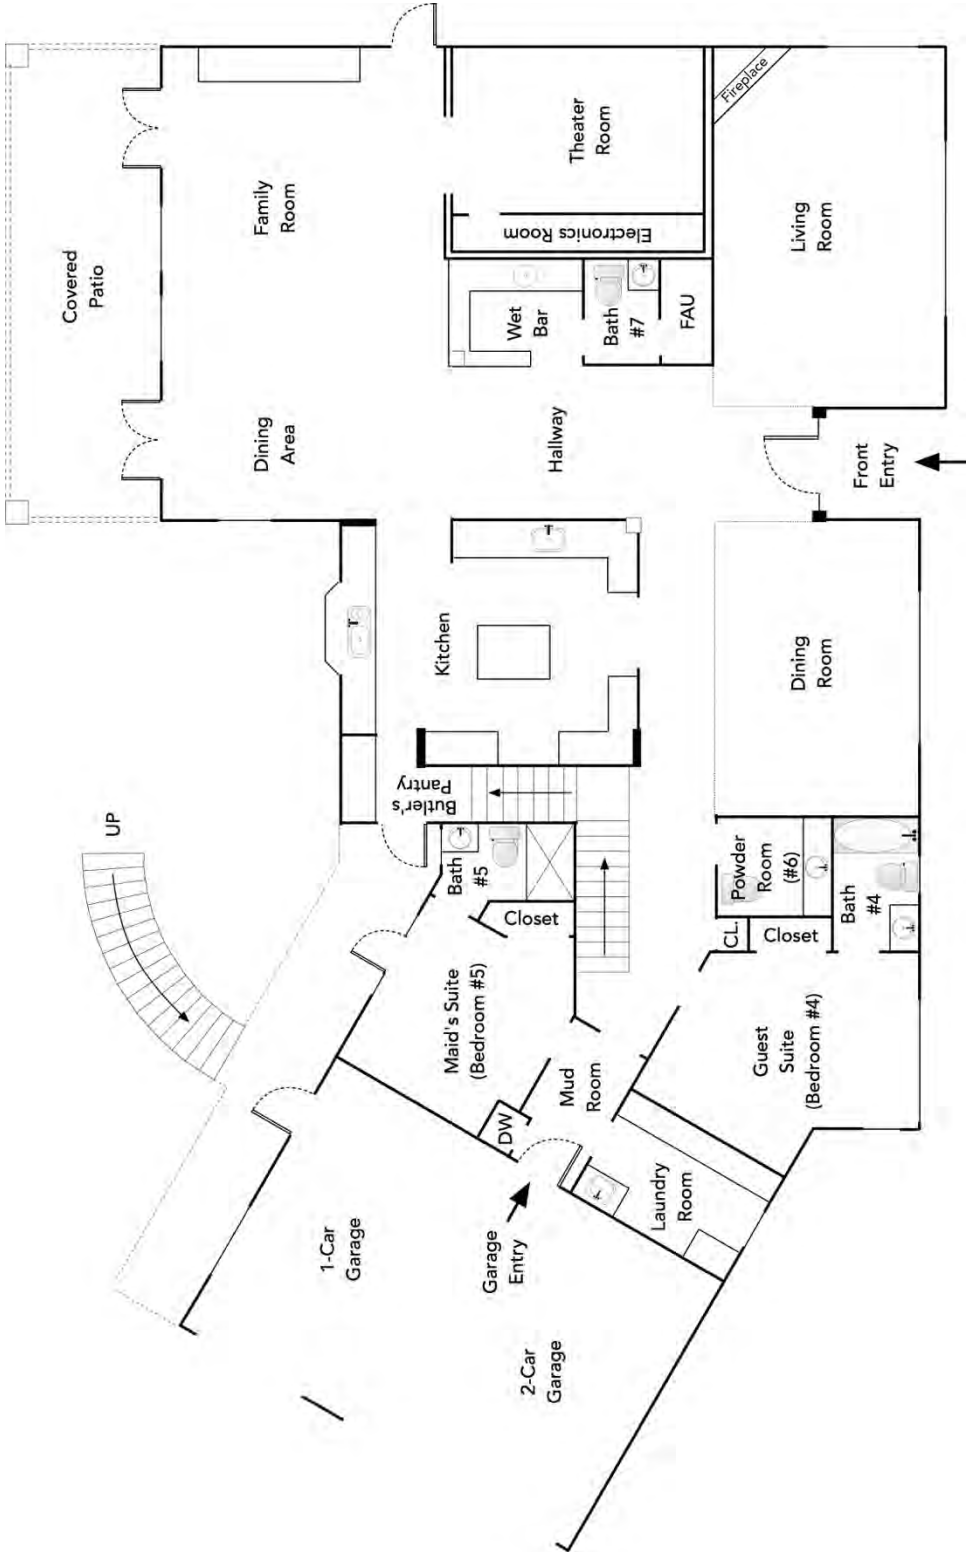 Covered
Patio
Family
Room
Dining
Area
Theater
Room
Electronics Room
Fireplace
Living
Room
Wet
Bar
Bath
#7
FAU
Hallway
Front
Entry
Kitchen
Dining
Room
Butler's
Pantry
UP
Bath
#5
Closet
Powder
Room
(#6)
Bath
#4
CL.
Closet
Maid's Suite
(Bedroom #5)
Guest
Suite
(Bedroom #4)
Mud
Room
DW
Laundry
Room
Garage
Entry
1-Car
Garage
2-Car
Garage